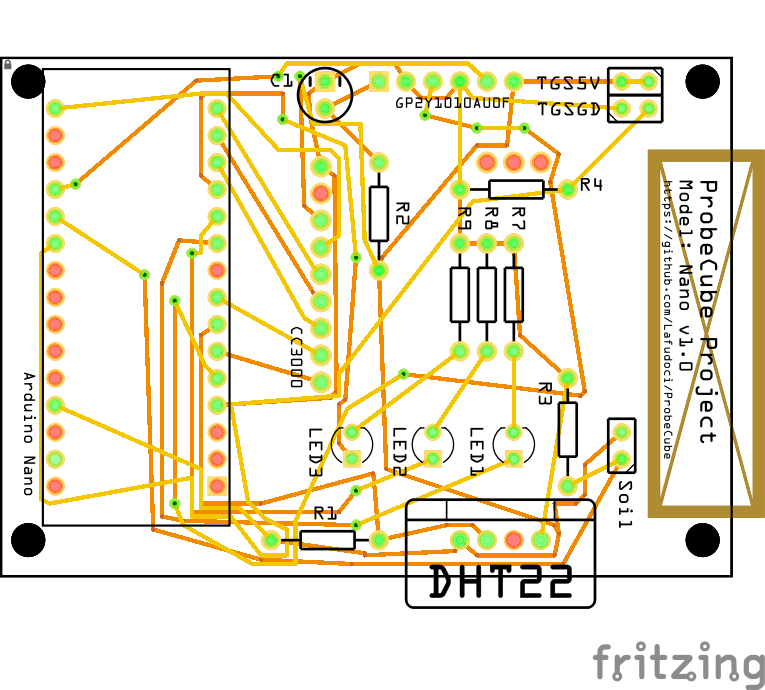 C1
TGS5V
GP2Y1010AU0F
TGSGD
R4
R2
R9
R8
R7
ProbeCube Project
Model: Nano v1.0
https://github.com/Lafudoci/ProbeCube
CC3000
Arduino Nano
R3
LED3
LED2
LED1
Soil
R1
DHT22
fritzing